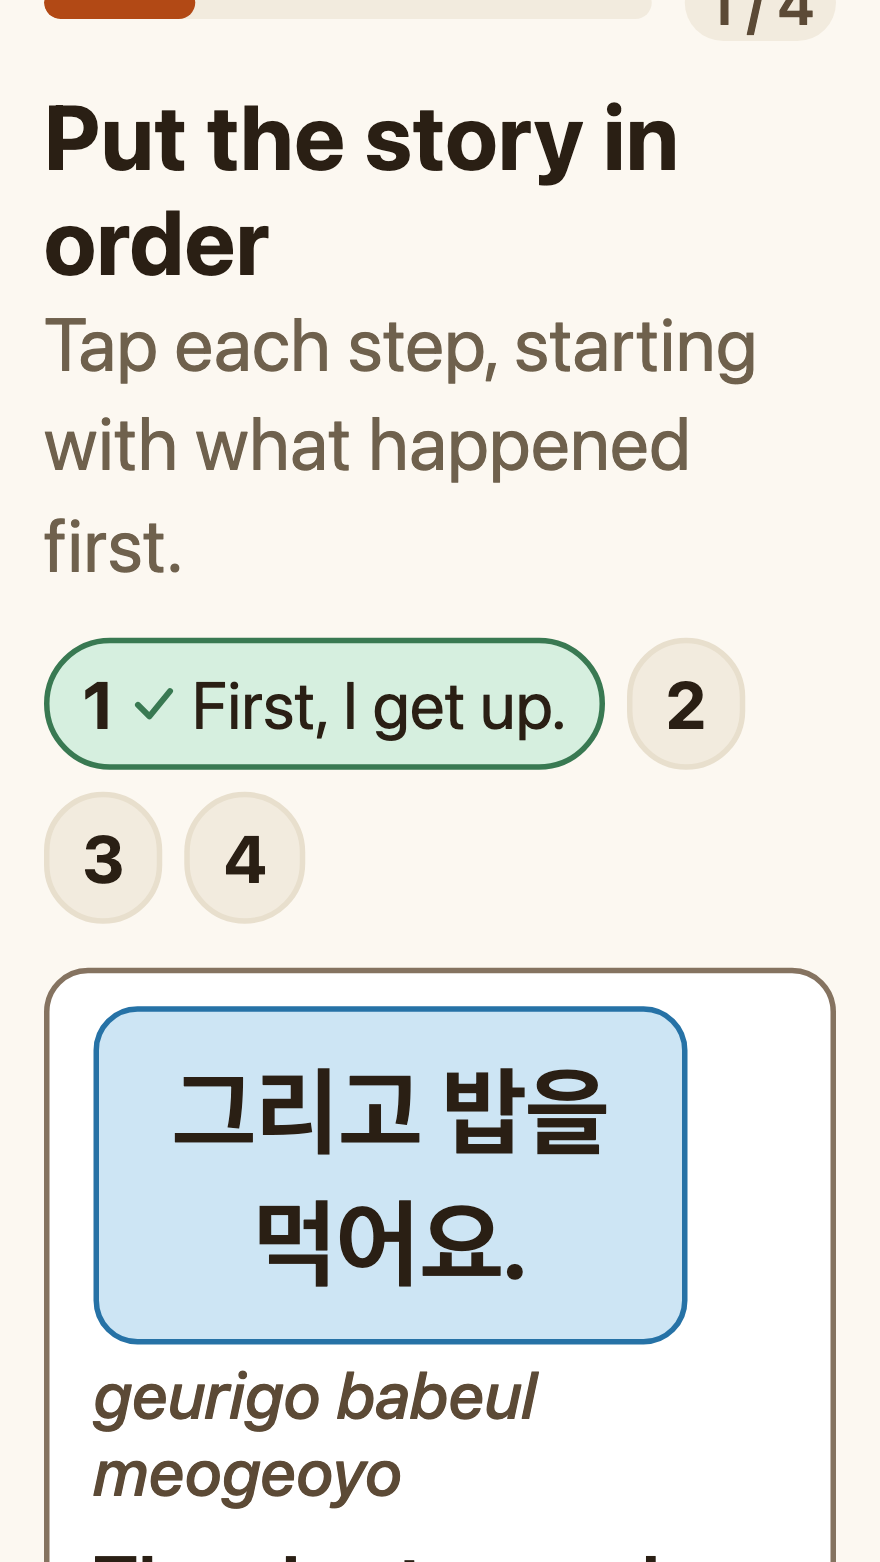 1 / 4
Put the story in
order
Tap each step, starting
with what happened
first.
1 ✓ First, I get up. 2
3 4
그리고 밥을
먹어요.
geurigo babeul
meogeoyo